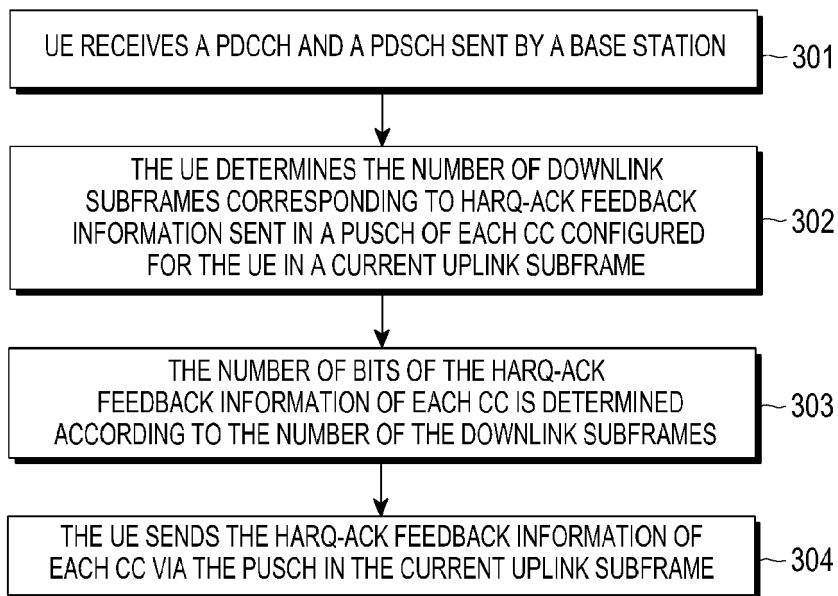 UE RECEIVES A PDCCH AND A PDSCH SENT BY A BASE STATION
301
THE UE DETERMINES THE NUMBER OF DOWNLINK
SUBFRAMES CORRESPONDING TO HARQ-ACK FEEDBACK
INFORMATION SENT IN A PUSCH OF EACH CC CONFIGURED
FOR THE UE IN A CURRENT UPLINK SUBFRAME
302
THE NUMBER OF BITS OF THE HARQ-ACK
FEEDBACK INFORMATION OF EACH CC IS DETERMINED
ACCORDING TO THE NUMBER OF THE DOWNLINK SUBFRAMES
303
THE UE SENDS THE HARQ-ACK FEEDBACK INFORMATION OF
EACH CC VIA THE PUSCH IN THE CURRENT UPLINK SUBFRAME
304